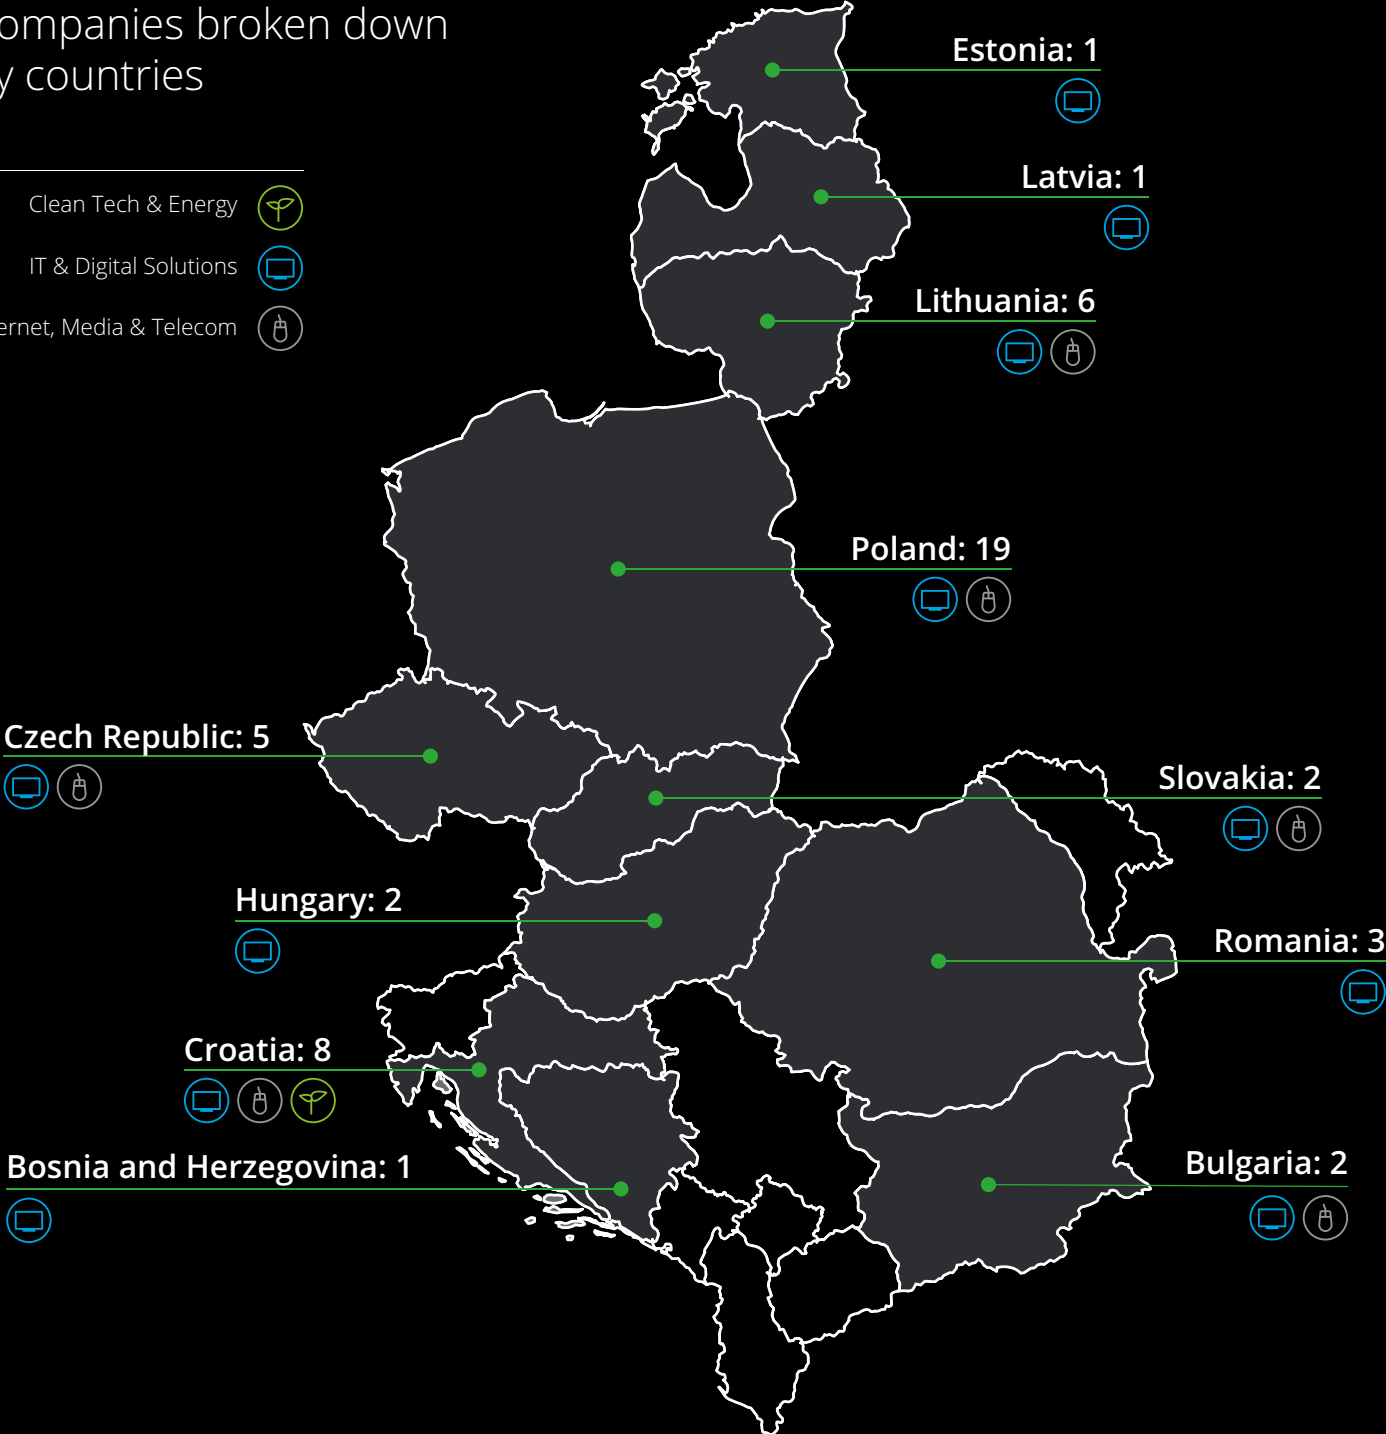 ompanies broken down
y countries
Estonia: 1
Latvia: 1
Clean Tech & Energy
IT & Digital Solutions
ernet, Media & Telecom
Lithuania: 6
Poland: 19
Czech Republic: 5
Slovakia: 2
Hungary: 2
Romania: 3
Croatia: 8
Bosnia and Herzegovina: 1
Bulgaria: 2